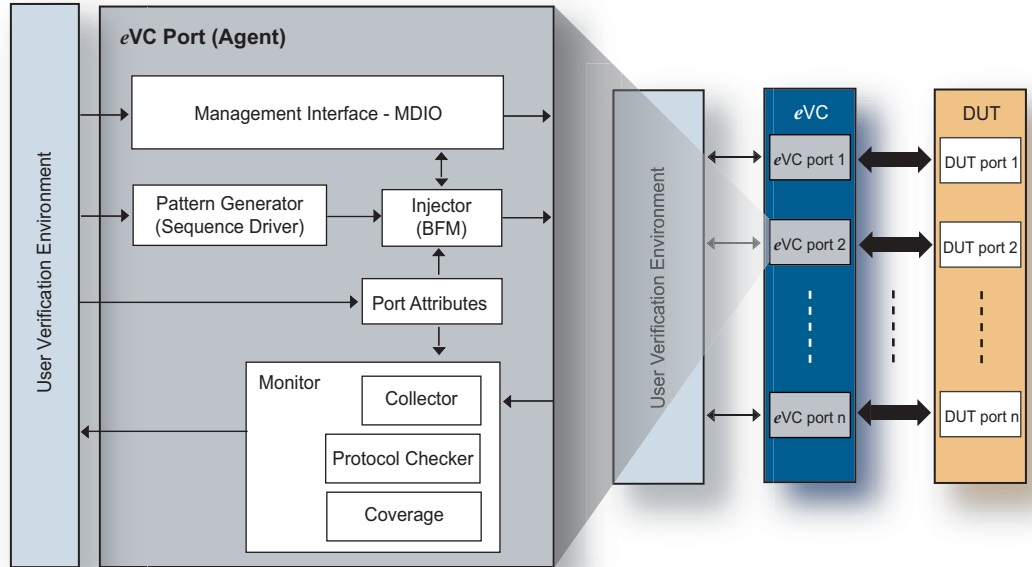 User Verification Environment
eVC Port (Agent)
Management Interface - MDIO
Pattern Generator
(Sequence Driver)
Injector
(BFM)
Port Attributes
Monitor
Collector
Protocol Checker
Coverage
User Verification Environment
eVC
eVC port 1
eVC port 2
eVC port n
DUT
DUT port 1
DUT port 2
DUT port n